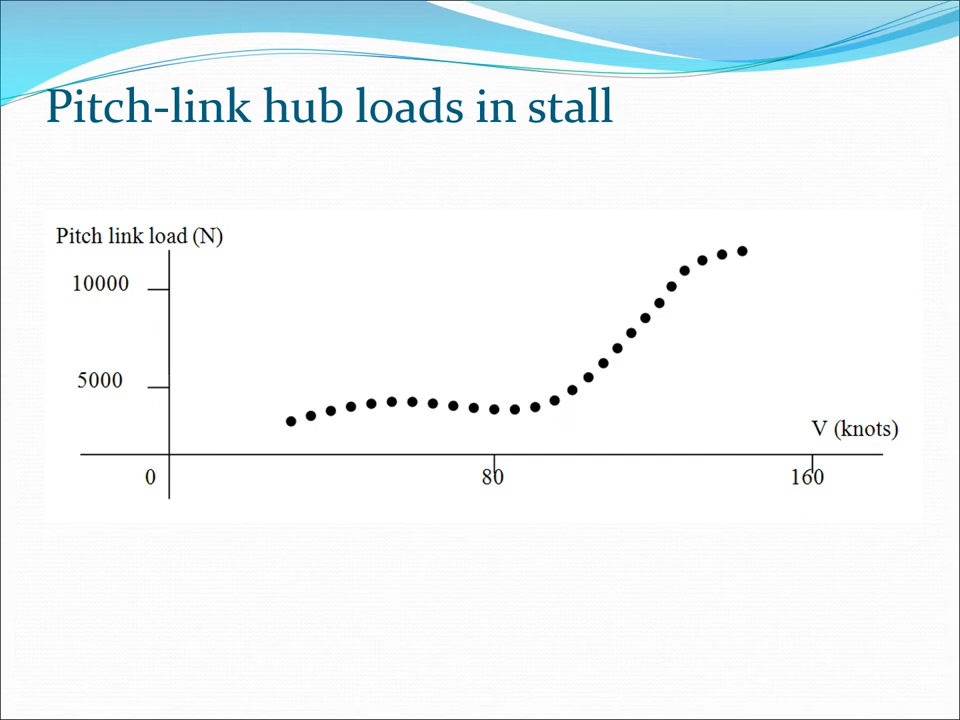 Pitch-link hub loads in stall
Pitch link load (N)
10000
5000
V (knots)
0
80
160